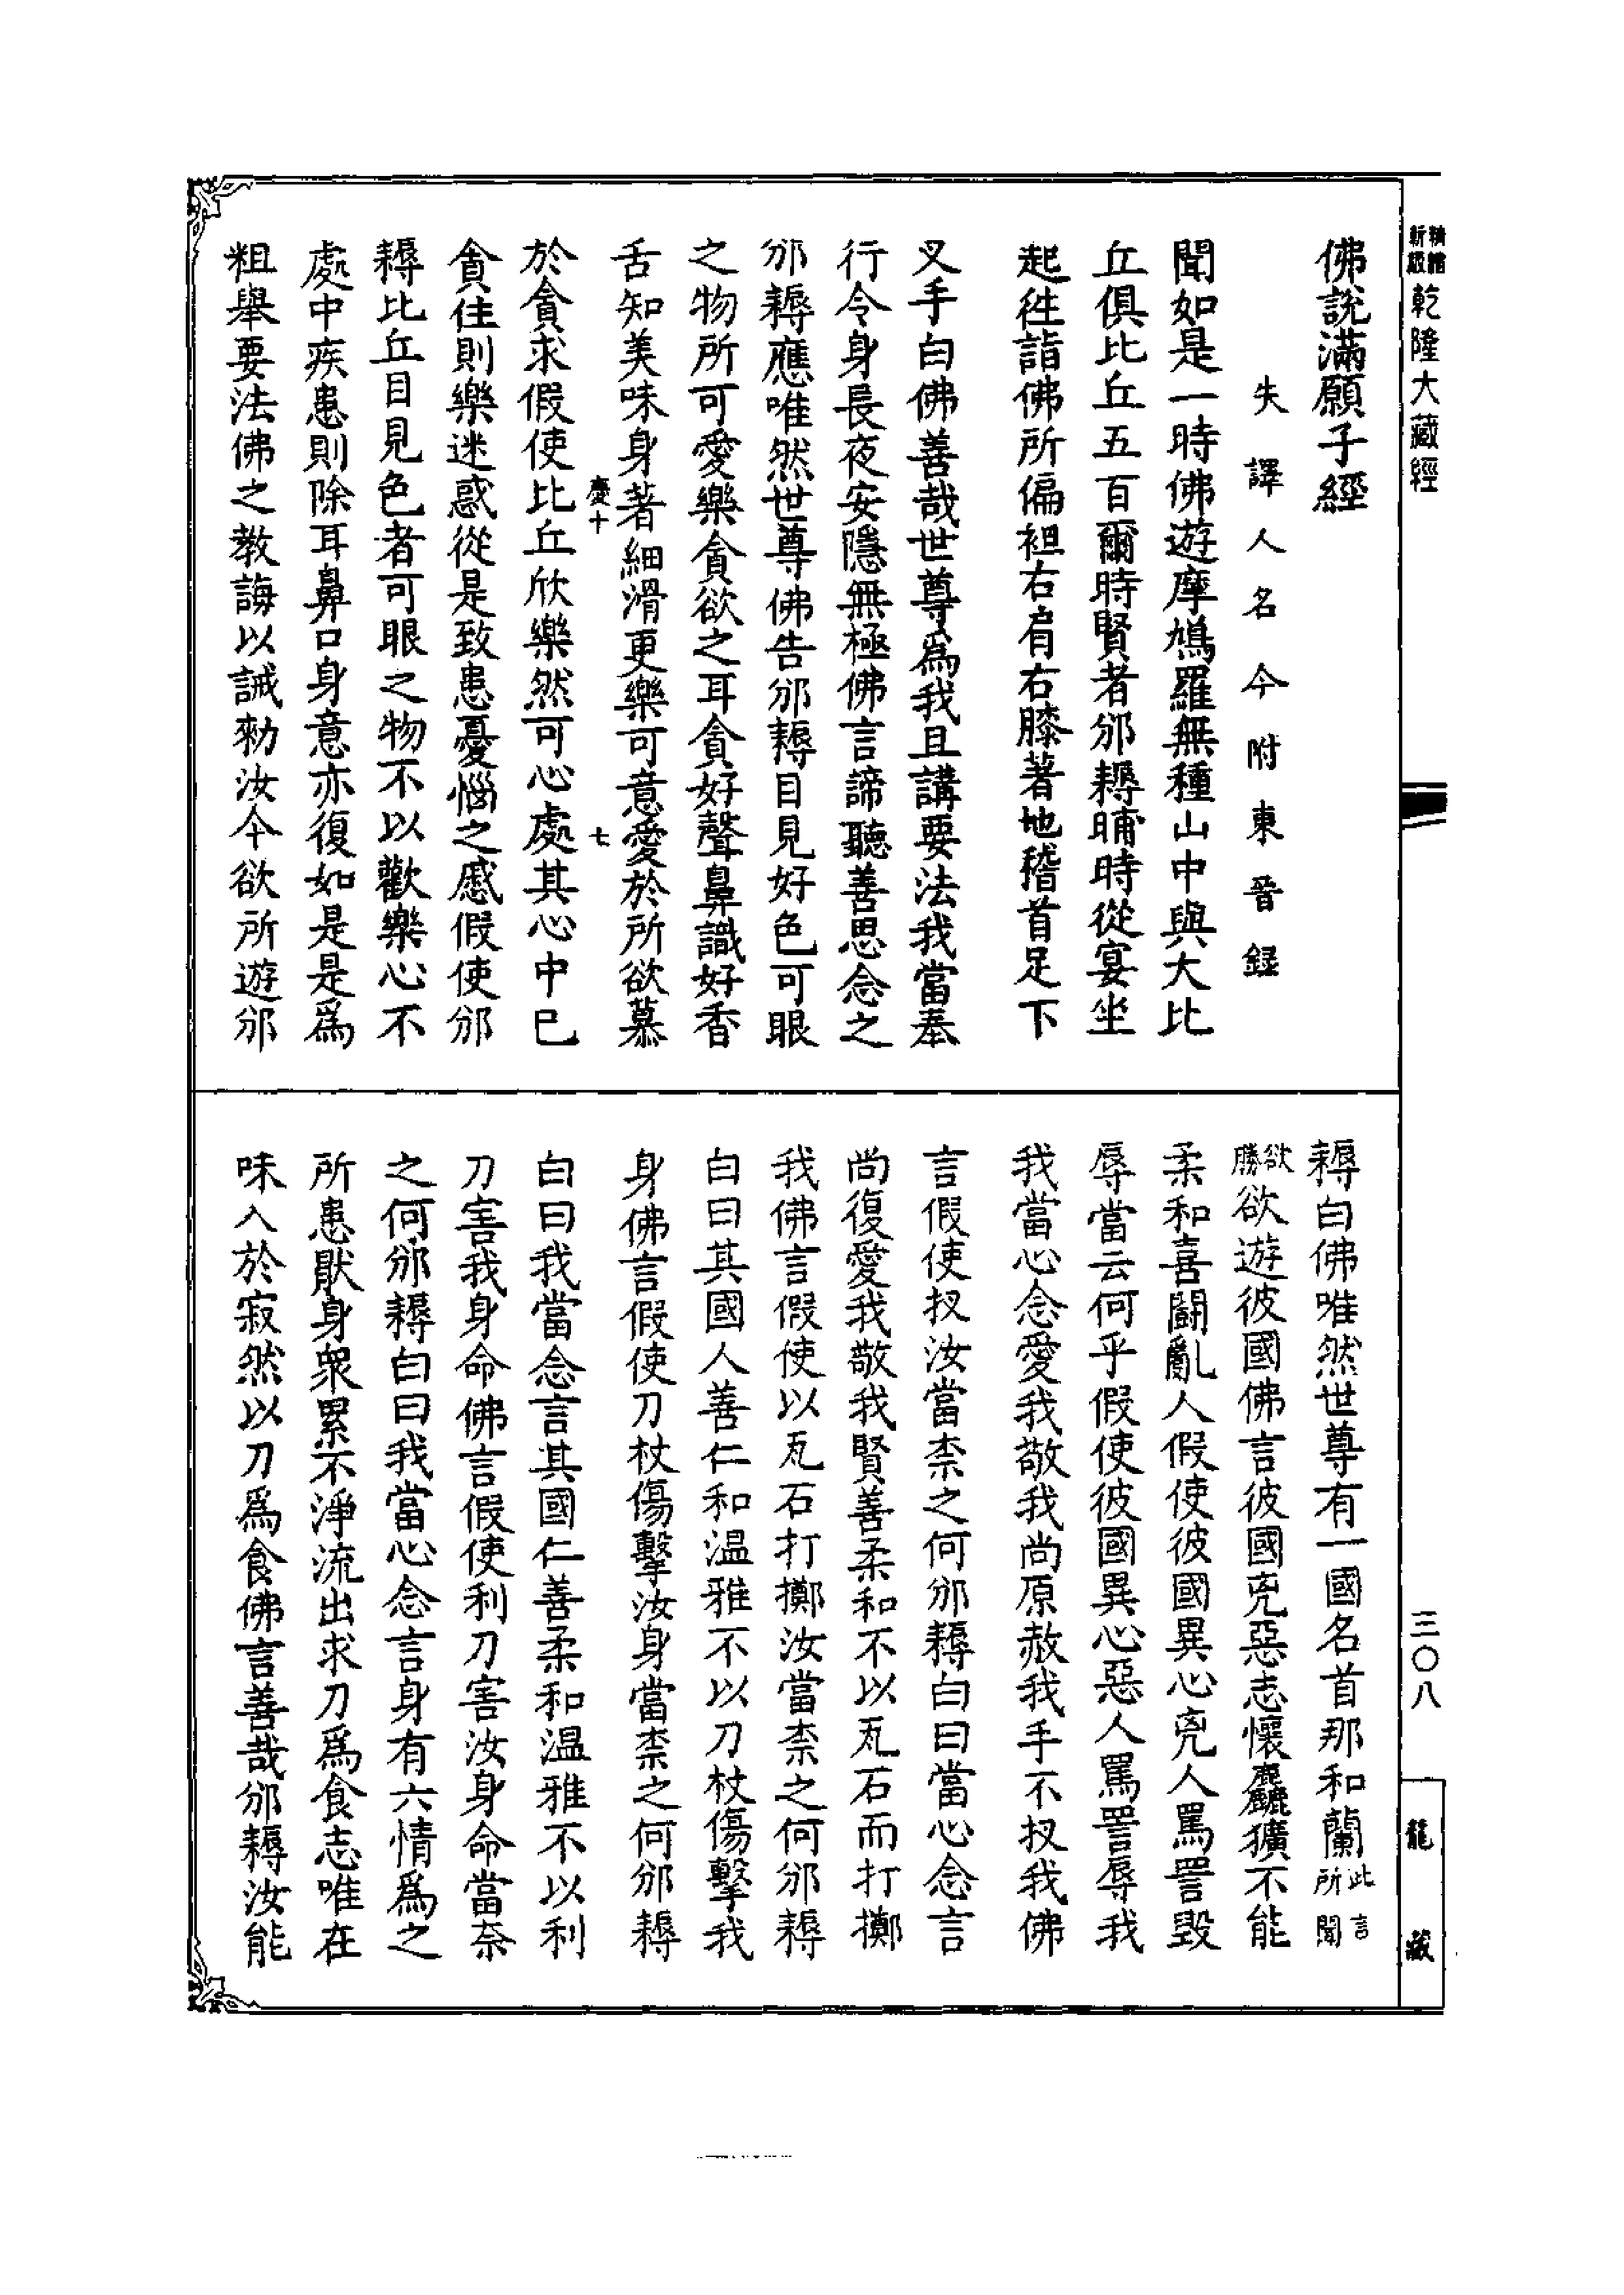 佛說滿願子經
失譯人名今附東晉錄
聞如是一時佛遊摩鳩羅無種山中與大比
丘俱比丘五百爾時賢者邠耨晡時從宴坐
起往詣佛所偏袒右肩右膝著地稽首足下
叉手白佛善哉世尊爲我且講要法我當奉
行令身長夜安隱無極佛言諦聽善思念之
邠耨應唯然世尊佛告邠耨目見好色可眼
之物所可愛樂貪欲之耳貪好聲鼻識好香
舌知美味身著細滑更樂可意愛於所欲慕
慶十 七
於貪求假使比丘欣樂然可心處其心中已
貪住則樂迷惑從是致患憂惱之慼假使邠
耨比丘目見色者可眼之物不以歡樂心不
處中疾患則除耳鼻口身意亦復如是是爲
粗舉要法佛之教誨以誡勑汝今欲所遊邠
耨白佛唯然世尊有一國名首那和蘭此言所聞
欲勝欲遊彼國佛言彼國兇惡志懷麤獷不能
柔和喜鬪亂人假使彼國異心兇人罵詈毀
辱當云何乎假使彼國異心惡人罵詈辱我
我當心念愛我敬我尚原赦我手不扠我佛
言假使扠汝當柰之何邠耨白曰當心念言
尚復愛我敬我賢善柔和不以瓦石而打擲
我佛言假使以瓦石打擲汝當柰之何邠耨
白曰其國人善仁和温雅不以刀杖傷擊我
身佛言假使刀杖傷擊汝身當柰之何邠耨
白曰我當念言其國仁善柔和温雅不以利
刀害我身命佛言假使利刀害汝身命當奈
之何邠耨白曰我當心念言身有六情爲之
所患猒身衆累不淨流出求刀爲食志唯在
味入於寂然以刀爲食佛言善哉邠耨汝能
精縮新版乾隆大藏經
三〇八
龍藏